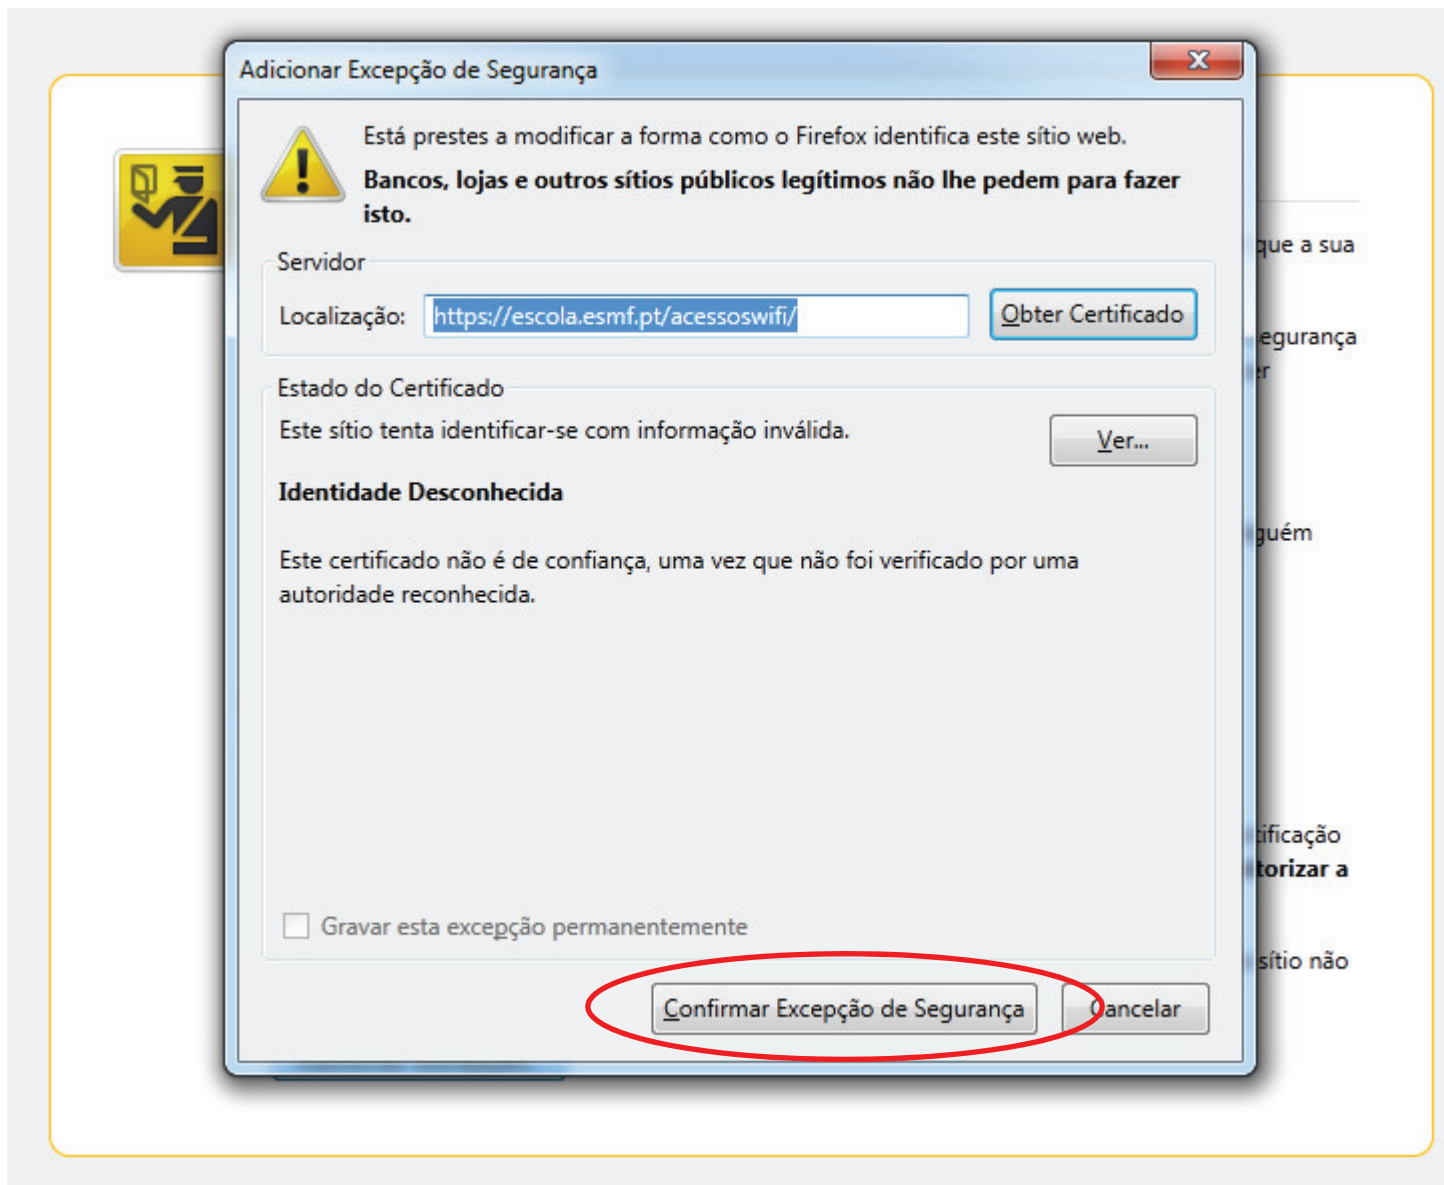 Adicionar Excepção de Segurança
Está prestes a modificar a forma como o Firefox identifica este sítio web.
Bancos, lojas e outros sítios públicos legítimos não lhe pedem para fazer
isto.
que a sua
Servidor
Localização: https://escola.esmf.pt/acessoswifi/ Obter Certificado
egurança
er
Estado do Certificado
Este sítio tenta identificar-se com informação inválida.
Ver...
Identidade Desconhecida
guém
Este certificado não é de confiança, uma vez que não foi verificado por uma
autoridade reconhecida.
tificação
torizar a
Gravar esta excepção permanentemente
sítio não
Confirmar Excepção de Segurança Cancelar